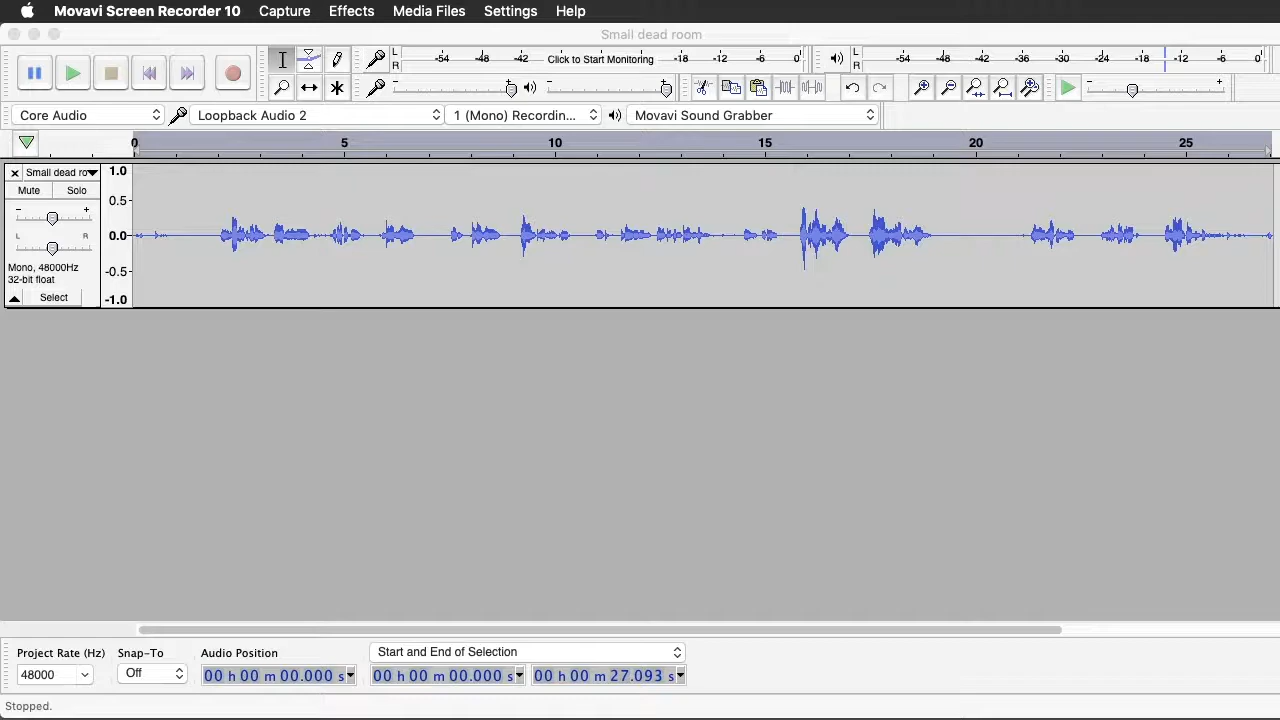 Movavi Screen Recorder 10 Capture Effects Media Files Settings Help
Small dead room
L R -54 -48 -42 Click to Start Monitoring -18 -12 -6 0 L R -54 -48 -42 -36 -30 -24 -18 -12 -6 0
- + - + - +
Core Audio Loopback Audio 2 1 (Mono) Recordin... Movavi Sound Grabber
0 5 10 15 20 25
Small dead ro 1.0
Mute Solo
- + 0.5
L R 0.0
Mono, 48000Hz -0.5
32-bit float
Select -1.0
Project Rate (Hz) Snap-To Audio Position Start and End of Selection
48000 Off 00 h 00 m 00.000 s 00 h 00 m 00.000 s 00 h 00 m 27.093 s
Stopped.